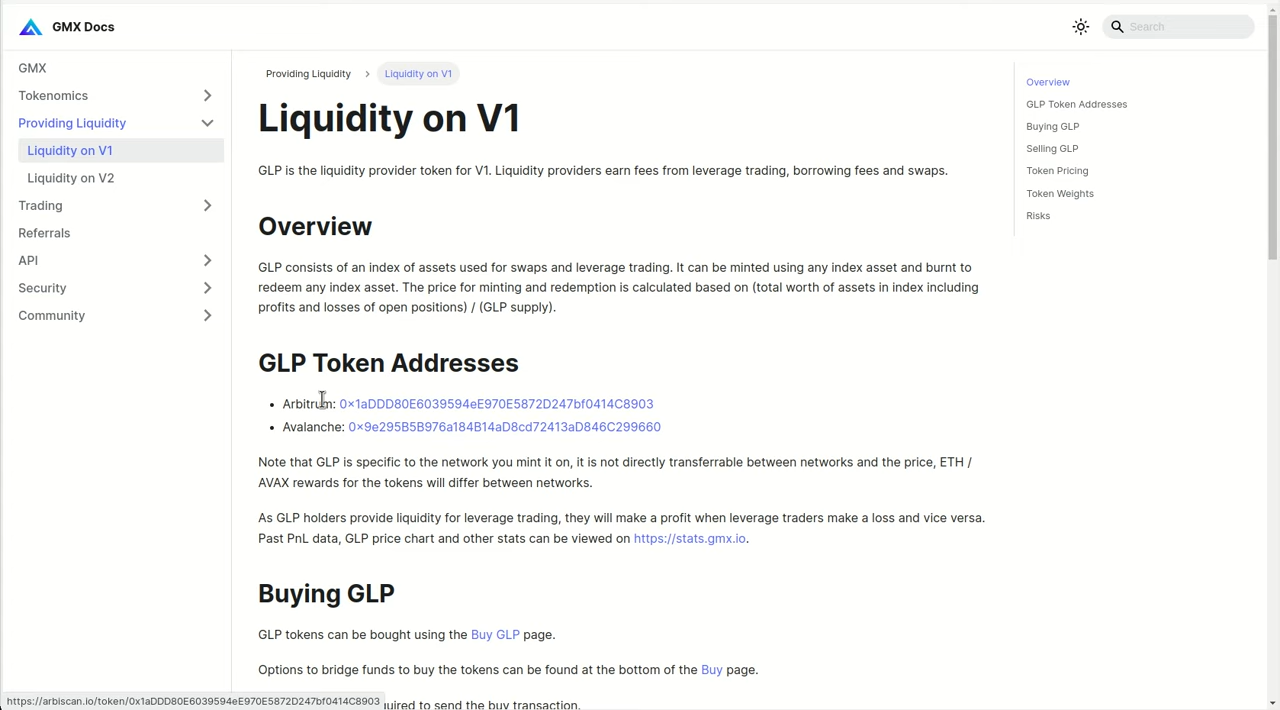 GMX Docs
Search
GMX
Tokenomics
Providing Liquidity
Liquidity on V1
Liquidity on V2
Trading
Referrals
API
Security
Community
Providing Liquidity
Liquidity on V1
Liquidity on V1
GLP is the liquidity provider token for V1. Liquidity providers earn fees from leverage trading, borrowing fees and swaps.
Overview
GLP consists of an index of assets used for swaps and leverage trading. It can be minted using any index asset and burnt to
redeem any index asset. The price for minting and redemption is calculated based on (total worth of assets in index including
profits and losses of open positions) / (GLP supply).
GLP Token Addresses
• Arbitrum: 0x1aDDD80E6039594eE970E5872D247bf0414C8903
• Avalanche: 0x9e295B5B976a184B14aD8cd72413aD846C299660
Note that GLP is specific to the network you mint it on, it is not directly transferrable between networks and the price, ETH /
AVAX rewards for the tokens will differ between networks.
As GLP holders provide liquidity for leverage trading, they will make a profit when leverage traders make a loss and vice versa.
Past PnL data, GLP price chart and other stats can be viewed on https://stats.gmx.io.
Buying GLP
GLP tokens can be bought using the Buy GLP page.
Options to bridge funds to buy the tokens can be found at the bottom of the Buy page.
uired to send the buy transaction.
Overview
GLP Token Addresses
Buying GLP
Selling GLP
Token Pricing
Token Weights
Risks
https://arbiscan.io/token/0x1aDDD80E6039594eE970E5872D247bf0414C8903